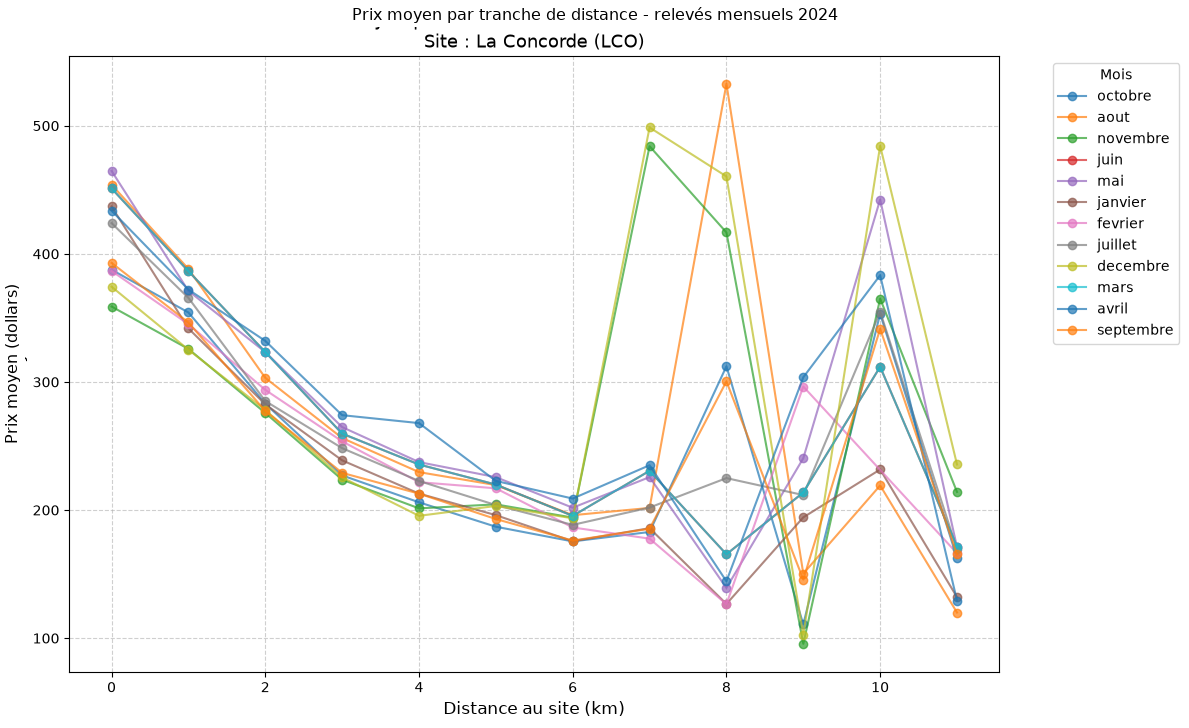 Prix moyen par tranche de distance - relevés mensuels 2024
Site : La Concorde (LCO)
Prix moyen (dollars)
500
400
300
200
100
0
2
4
6
8
10
Distance au site (km)
Mois
octobre
aout
novembre
juin
mai
janvier
fevrier
juillet
decembre
mars
avril
septembre